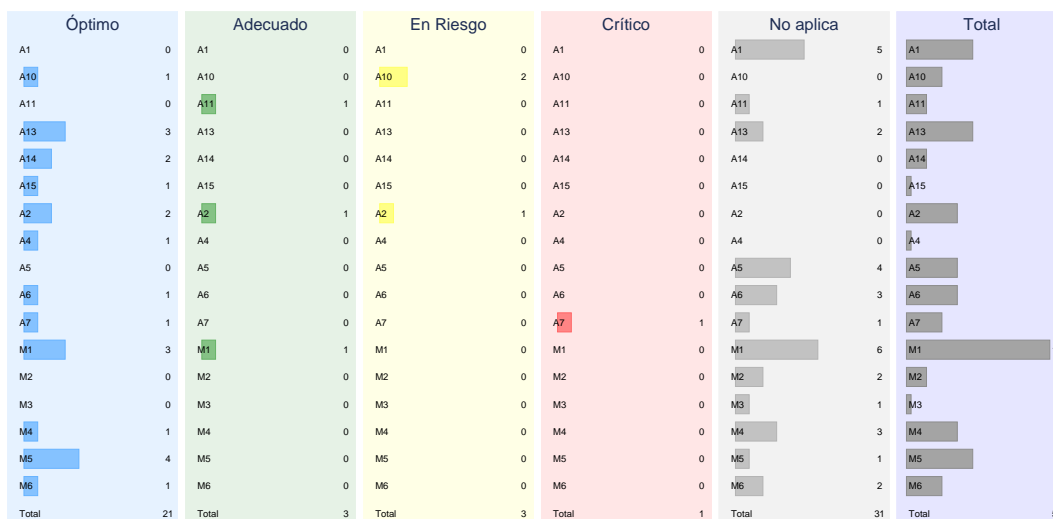 Óptimo Adecuado En Riesgo Crítico No aplica Total
A1 0 A1 0 A1 0 A1 0 A1 5 A1
A10 1 A10 0 A10 2 A10 0 A10 0 A10
A11 0 A11 1 A11 0 A11 0 A11 1 A11
A13 3 A13 0 A13 0 A13 0 A13 2 A13
A14 2 A14 0 A14 0 A14 0 A14 0 A14
A15 1 A15 0 A15 0 A15 0 A15 0 A15
A2 2 A2 1 A2 1 A2 0 A2 0 A2
A4 1 A4 0 A4 0 A4 0 A4 0 A4
A5 0 A5 0 A5 0 A5 0 A5 4 A5
A6 1 A6 0 A6 0 A6 0 A6 3 A6
A7 1 A7 0 A7 0 A7 1 A7 1 A7
M1 3 M1 1 M1 0 M1 0 M1 6 M1
M2 0 M2 0 M2 0 M2 0 M2 2 M2
M3 0 M3 0 M3 0 M3 0 M3 1 M3
M4 1 M4 0 M4 0 M4 0 M4 3 M4
M5 4 M5 0 M5 0 M5 0 M5 1 M5
M6 1 M6 0 M6 0 M6 0 M6 2 M6
Total 21 Total 3 Total 3 Total 1 Total 31 Total